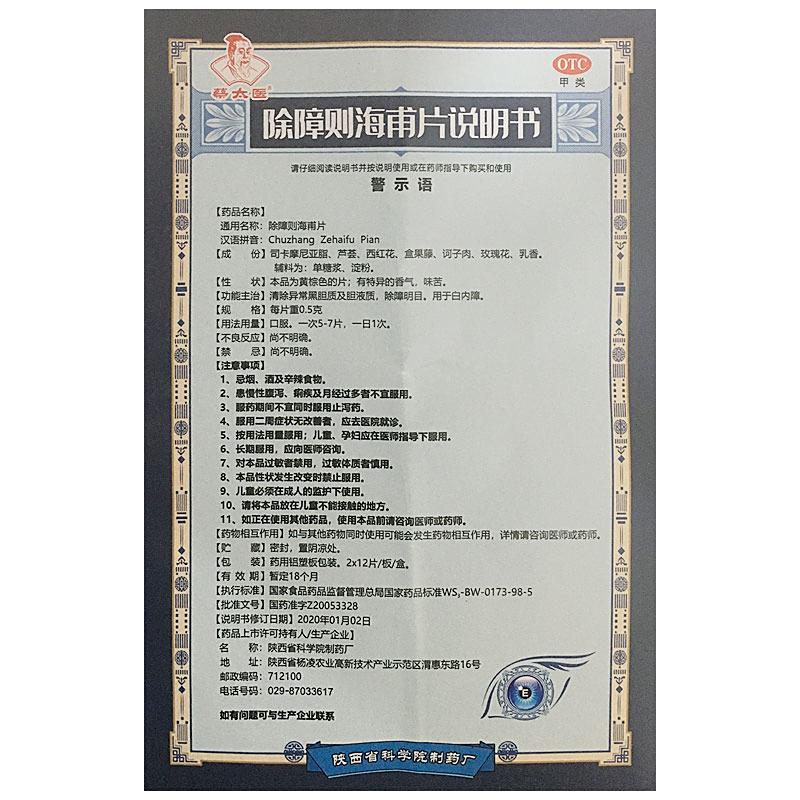 蔡太医®
OTC
甲类
除障则海甫片说明书
请仔细阅读说明书并按说明使用或在药师指导下购买和使用
警示语
【药品名称】
通用名称：除障则海甫片
汉语拼音：Chuzhang Zehaifu Pian
【成 份】司卡摩尼亚脂、芦荟、西红花、盒果藤、诃子肉、玫瑰花、乳香。
辅料为：单糖浆、淀粉。
【性 状】本品为黄棕色的片；有特异的香气，味苦。
【功能主治】清除异常黑胆质及胆液质，除障明目。用于白内障。
【规 格】每片重0.5克
【用法用量】口服。一次5-7片，一日1次。
【不良反应】尚不明确。
【禁 忌】尚不明确。
【注意事项】
1、忌烟、酒及辛辣食物。
2、患慢性腹泻、痢疾及月经过多者不宜服用。
3、服药期间不宜同时服用止泻药。
4、服用二周症状无改善者，应去医院就诊。
5、按用法用量服用；儿童、孕妇应在医师指导下服用。
6、长期服用，应向医师咨询。
7、对本品过敏者禁用，过敏体质者慎用。
8、本品性状发生改变时禁止服用。
9、儿童必须在成人的监护下使用。
10、请将本品放在儿童不能接触的地方。
11、如正在使用其他药品，使用本品前请咨询医师或药师。
【药物相互作用】如与其他药物同时使用可能会发生药物相互作用，详情请咨询医师或药师。
【贮 藏】密封，置阴凉处。
【包 装】药用铝塑板包装。2x12片/板/盒。
【有 效 期】暂定18个月
【执行标准】国家食品药品监督管理总局国家药品标准WS₃-BW-0173-98-5
【批准文号】国药准字Z20053328
【说明书修订日期】2020年01月02日
【药品上市许可持有人/生产企业】
名 称：陕西省科学院制药厂
地 址：陕西省杨凌农业高新技术产业示范区渭惠东路16号
邮政编码：712100
电话号码：029-87033617
如有问题可与生产企业联系
E
陕西省科学院制药厂